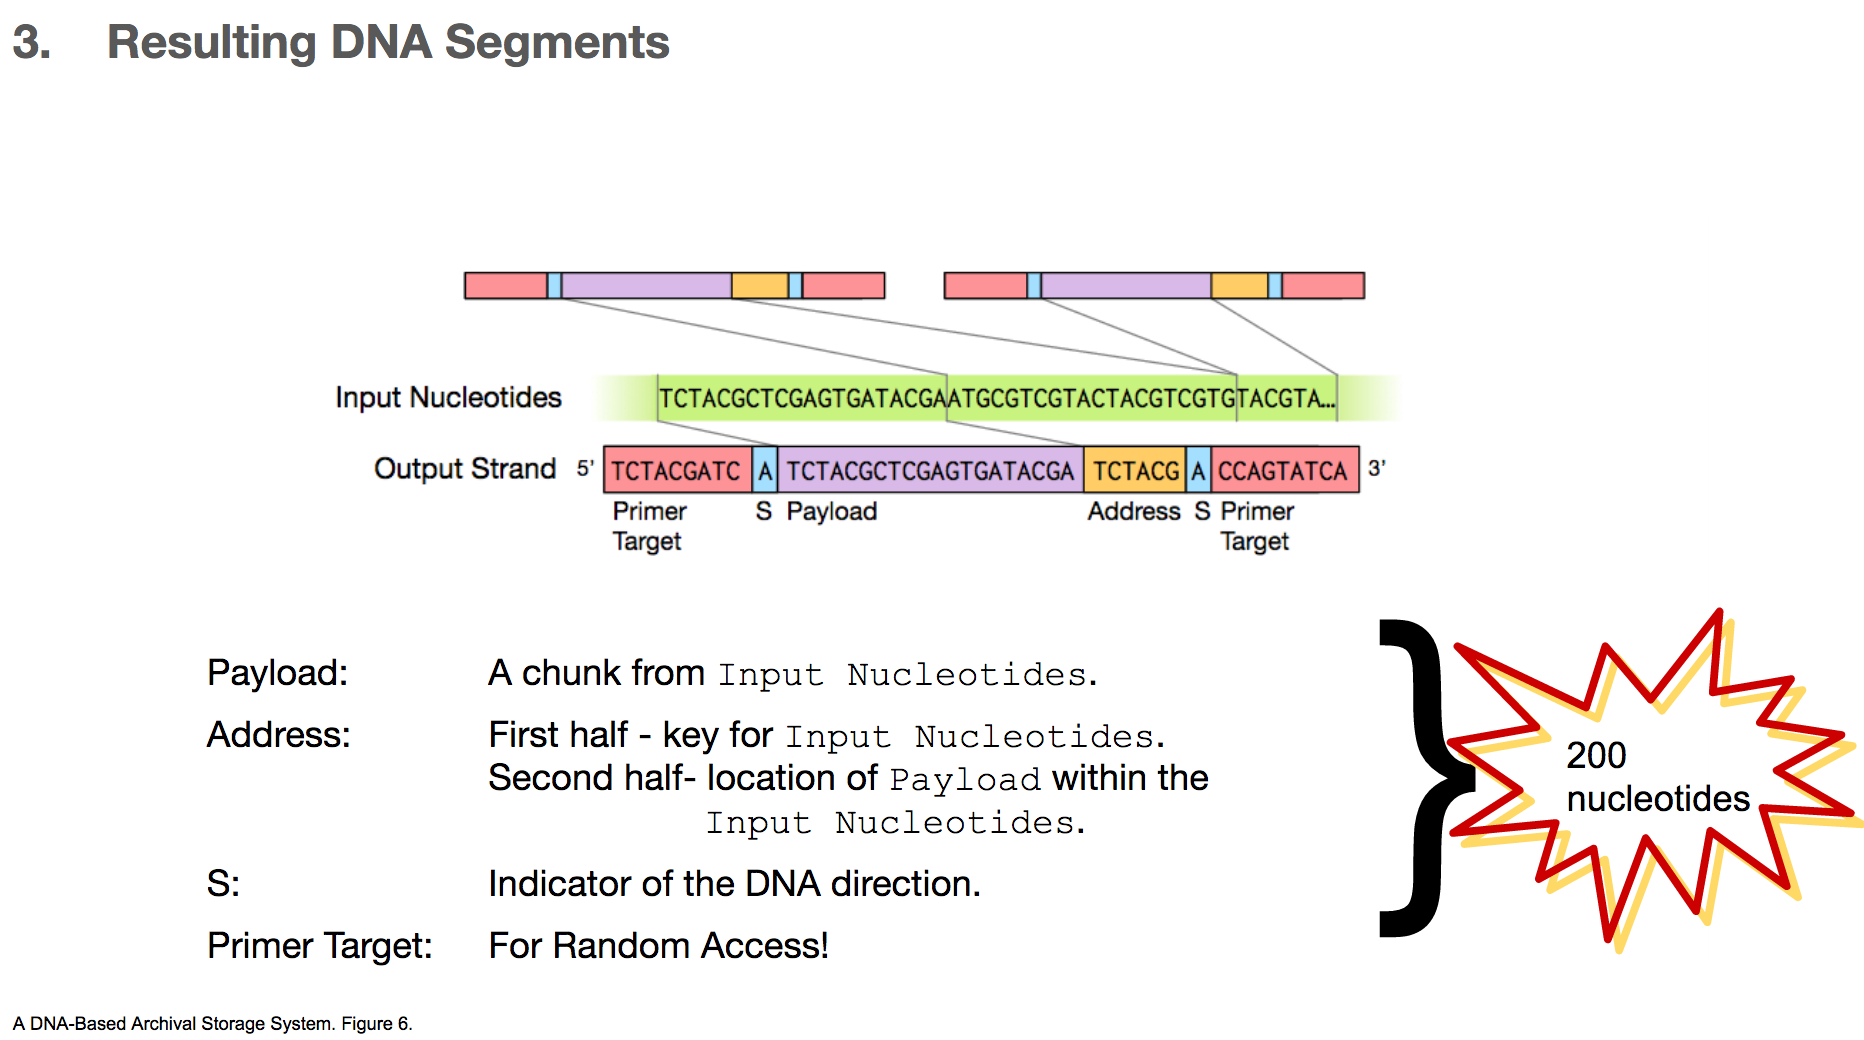 3. Resulting DNA Segments
Input Nucleotides TCTACGCTCGAGTGATACGAATGCGTCGTACTACGTCGTGTACGTA...
Output Strand 5' TCTACGATC A TCTACGCTCGAGTGATACGA TCTACG A CCAGTATCA 3'
Primer Target S Payload Address S Primer Target
Payload: A chunk from Input Nucleotides.
Address: First half - key for Input Nucleotides.
Second half- location of Payload within the
Input Nucleotides.
S: Indicator of the DNA direction.
Primer Target: For Random Access!
200
nucleotides
A DNA-Based Archival Storage System. Figure 6.